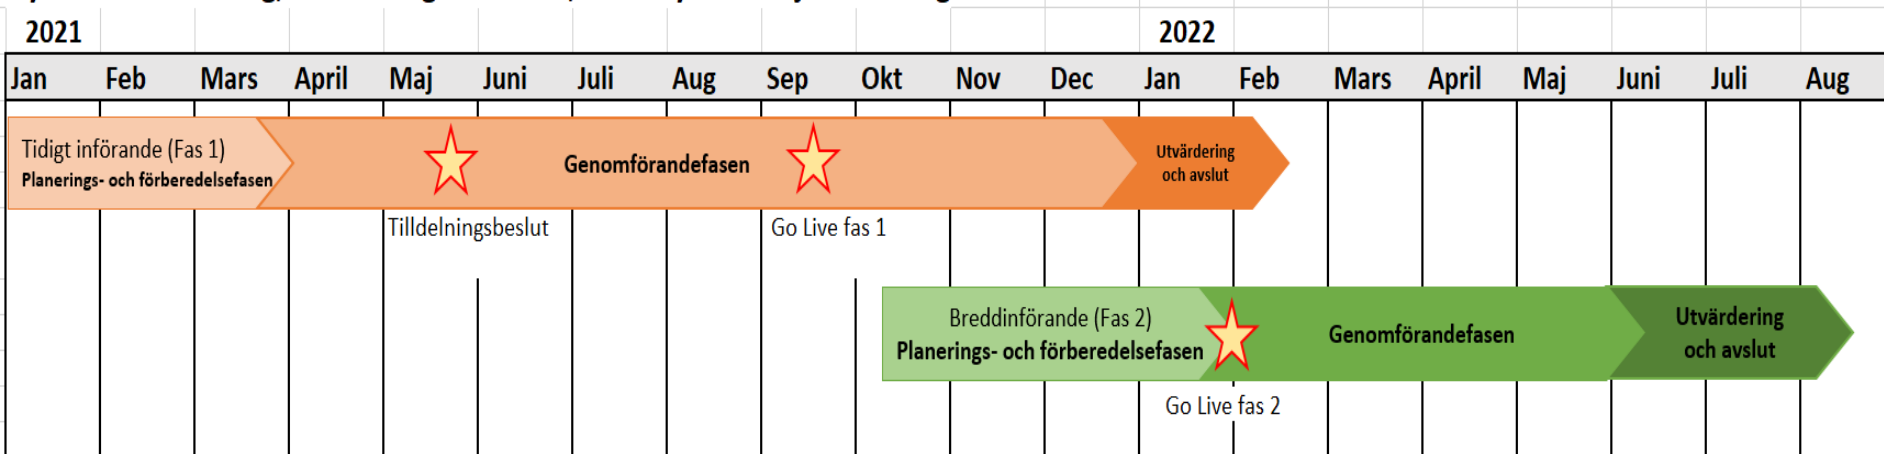 2021 2022
Jan Feb Mars April Maj Juni Juli Aug Sep Okt Nov Dec Jan Feb Mars April Maj Juni Juli Aug
Tidigt införande (Fas 1)
Planerings- och förberedelsefasen
Genomförandefasen
Utvärdering
och avslut
Tilldelningsbeslut
Go Live fas 1
Breddinförande (Fas 2)
Planerings- och förberedelsefasen
Genomförandefasen
Utvärdering
och avslut
Go Live fas 2